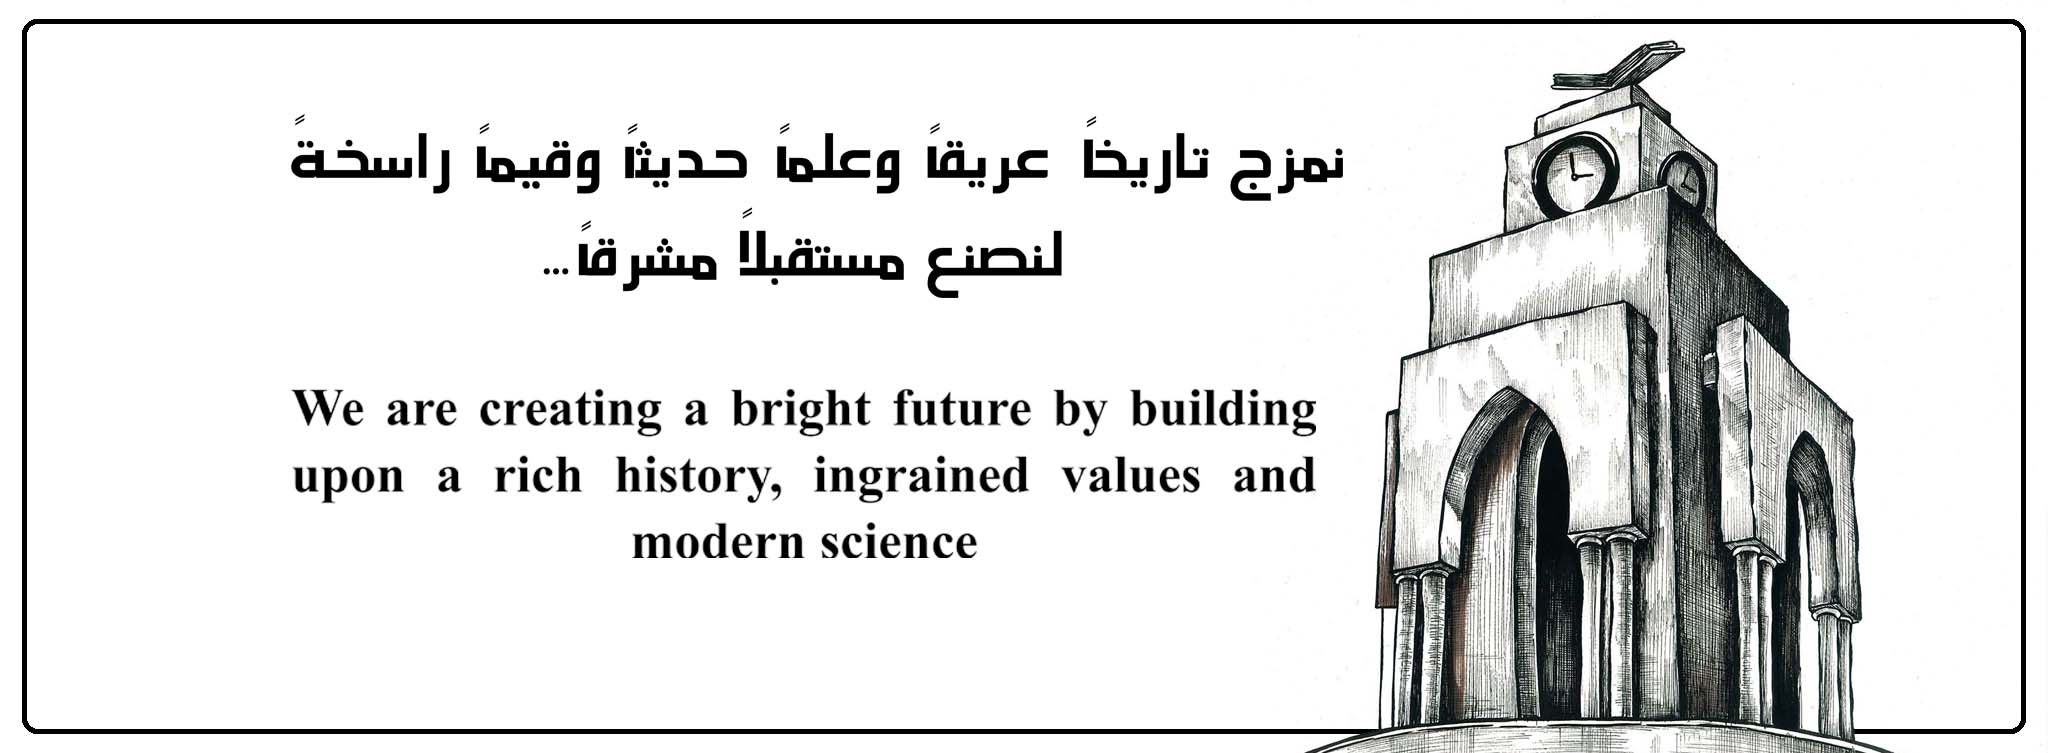 نمزج تاريخاً عريقاً وعلماً حديثاً وقيماً راسخةً
لنصنع مستقبلاً مشرقاً...
We are creating a bright future by building
upon a rich history, ingrained values and
modern science